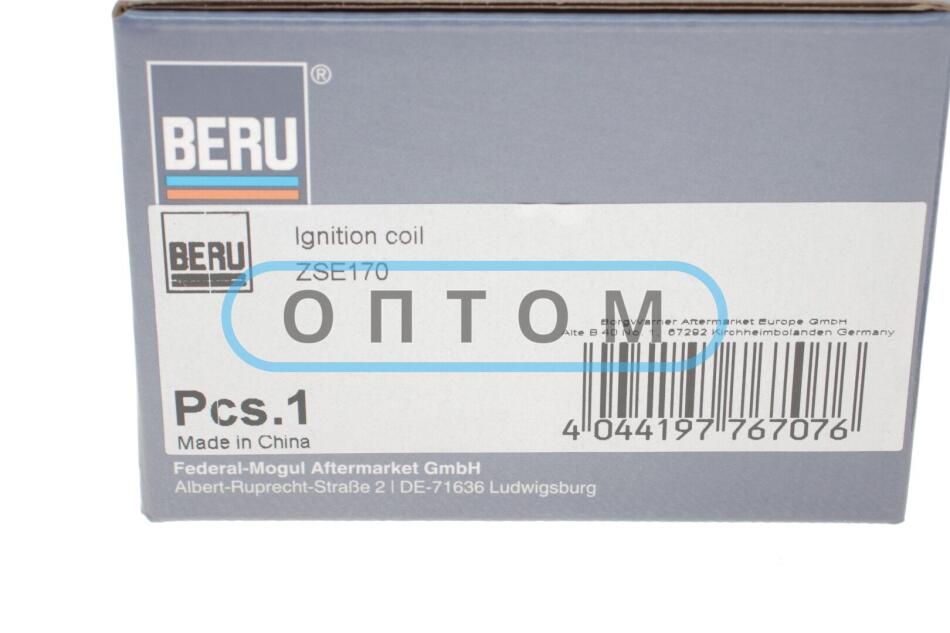 BERU®
BERU
Ignition coil
ZSE170
ОПТОМ
BorgWarner Aftermarket Europe GmbH
Alte B 40 No. 1, 67292 Kirchheimbolanden Germany
Pcs.1
Made in China
4 044197 767076
Federal-Mogul Aftermarket GmbH
Albert-Ruprecht-Straße 2 | DE-71636 Ludwigsburg